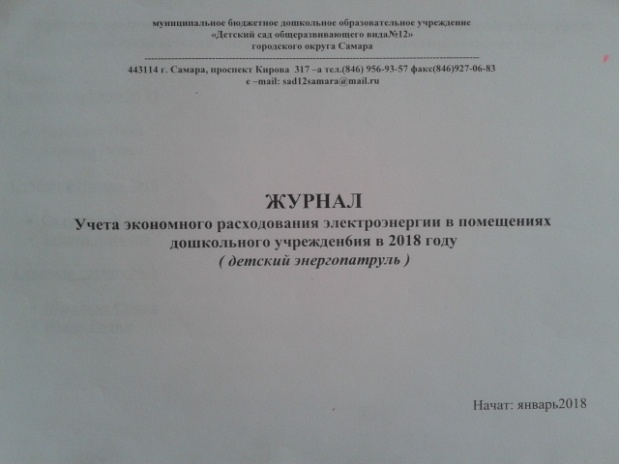 муниципальное бюджетное дошкольное образовательное учреждение
«Детский сад общеразвивающего вида№12»
городского округа Самара
443114 г. Самара, проспект Кирова 317 –а тел.(846) 956-93-57 факс(846)927-06-83
e –mail: sad12samara@mail.ru
ЖУРНАЛ
Учета экономного расходования электроэнергии в помещениях
дошкольного учрежденбия в 2018 году
( детский энергопатруль )
Начат: январь2018